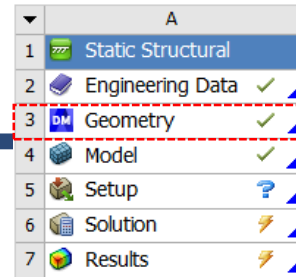 A
1 Static Structural
2 Engineering Data
3 DM Geometry
4 Model
5 Setup ?
6 Solution
7 Results